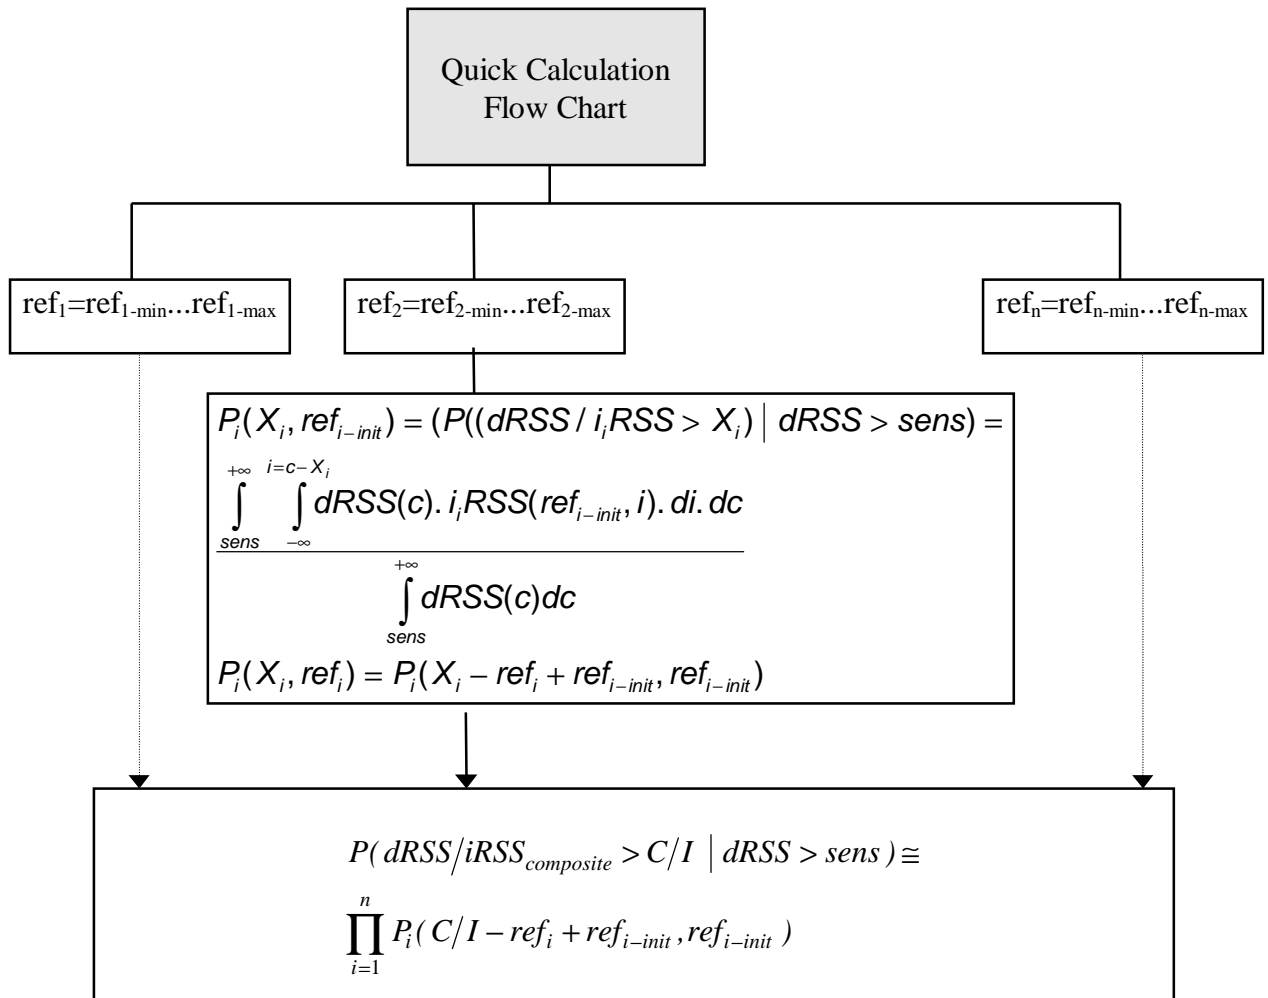 Quick Calculation
Flow Chart
ref₁=ref₁₋min...ref₁₋max
ref₂=ref₂₋min...ref₂₋max
refₙ=refₙ₋min...refₙ₋max
Pᵢ(Xᵢ, refᵢ₋init) = (P((dRSS / iᵢRSS > Xᵢ) | dRSS > sens) =
∫_{sens}^{+∞} ∫_{-∞}^{i=c-Xᵢ} dRSS(c). iᵢRSS(refᵢ₋init, i). di. dc
∫_{sens}^{+∞} dRSS(c)dc
Pᵢ(Xᵢ, refᵢ) = Pᵢ(Xᵢ − refᵢ + refᵢ₋init, refᵢ₋init)
P( dRSS/iRSS_{composite} > C/I | dRSS > sens ) ≅
∏_{i=1}^{n} Pᵢ( C/I − refᵢ + refᵢ₋init , refᵢ₋init )